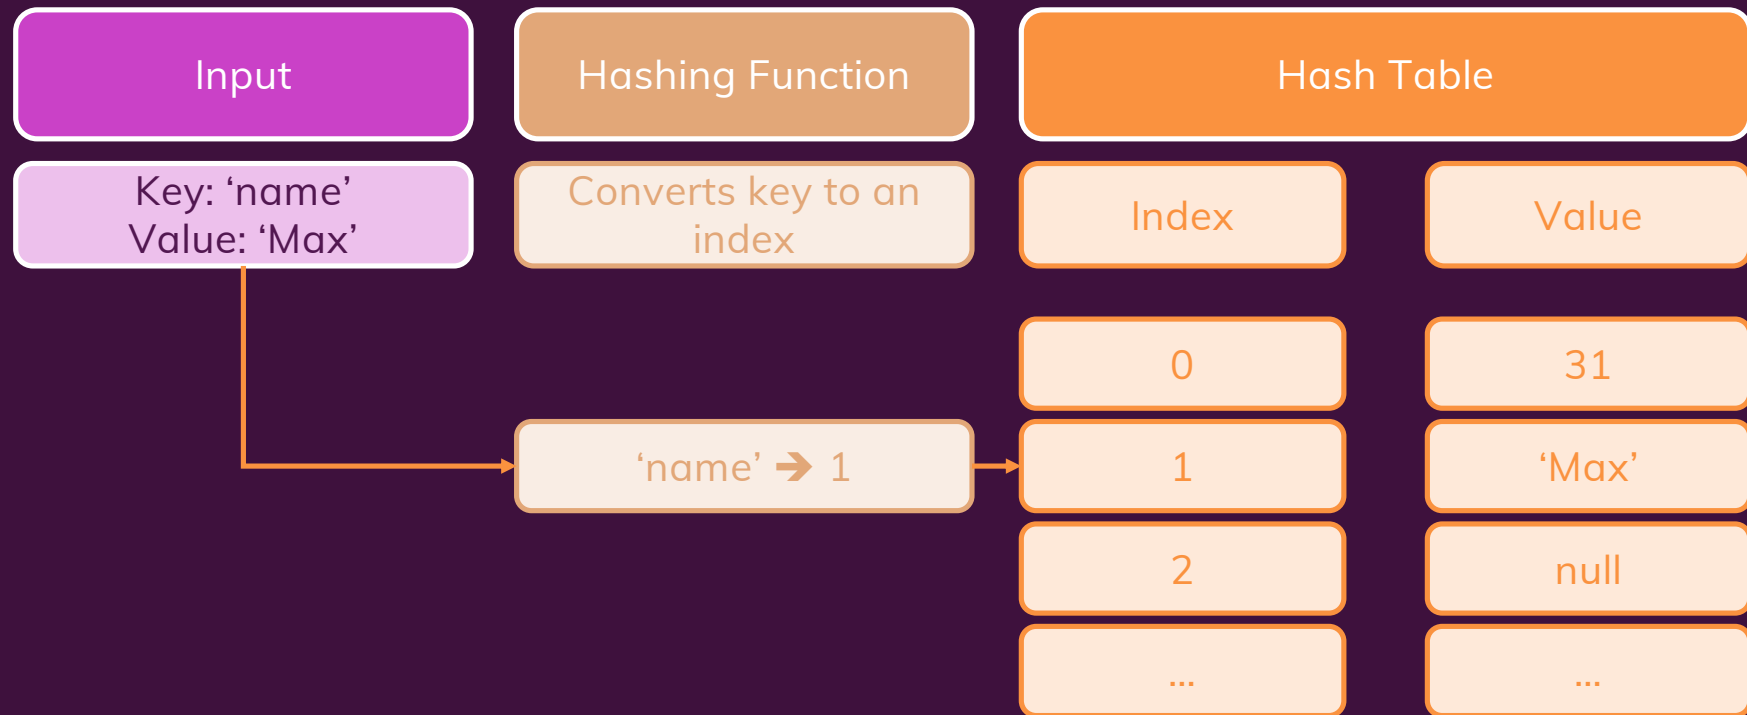 Input
Hashing Function
Hash Table
Key: ‘name’
Value: ‘Max’
Converts key to an
index
Index
Value
0
31
‘name’ ➔ 1
1
‘Max’
2
null
...
...